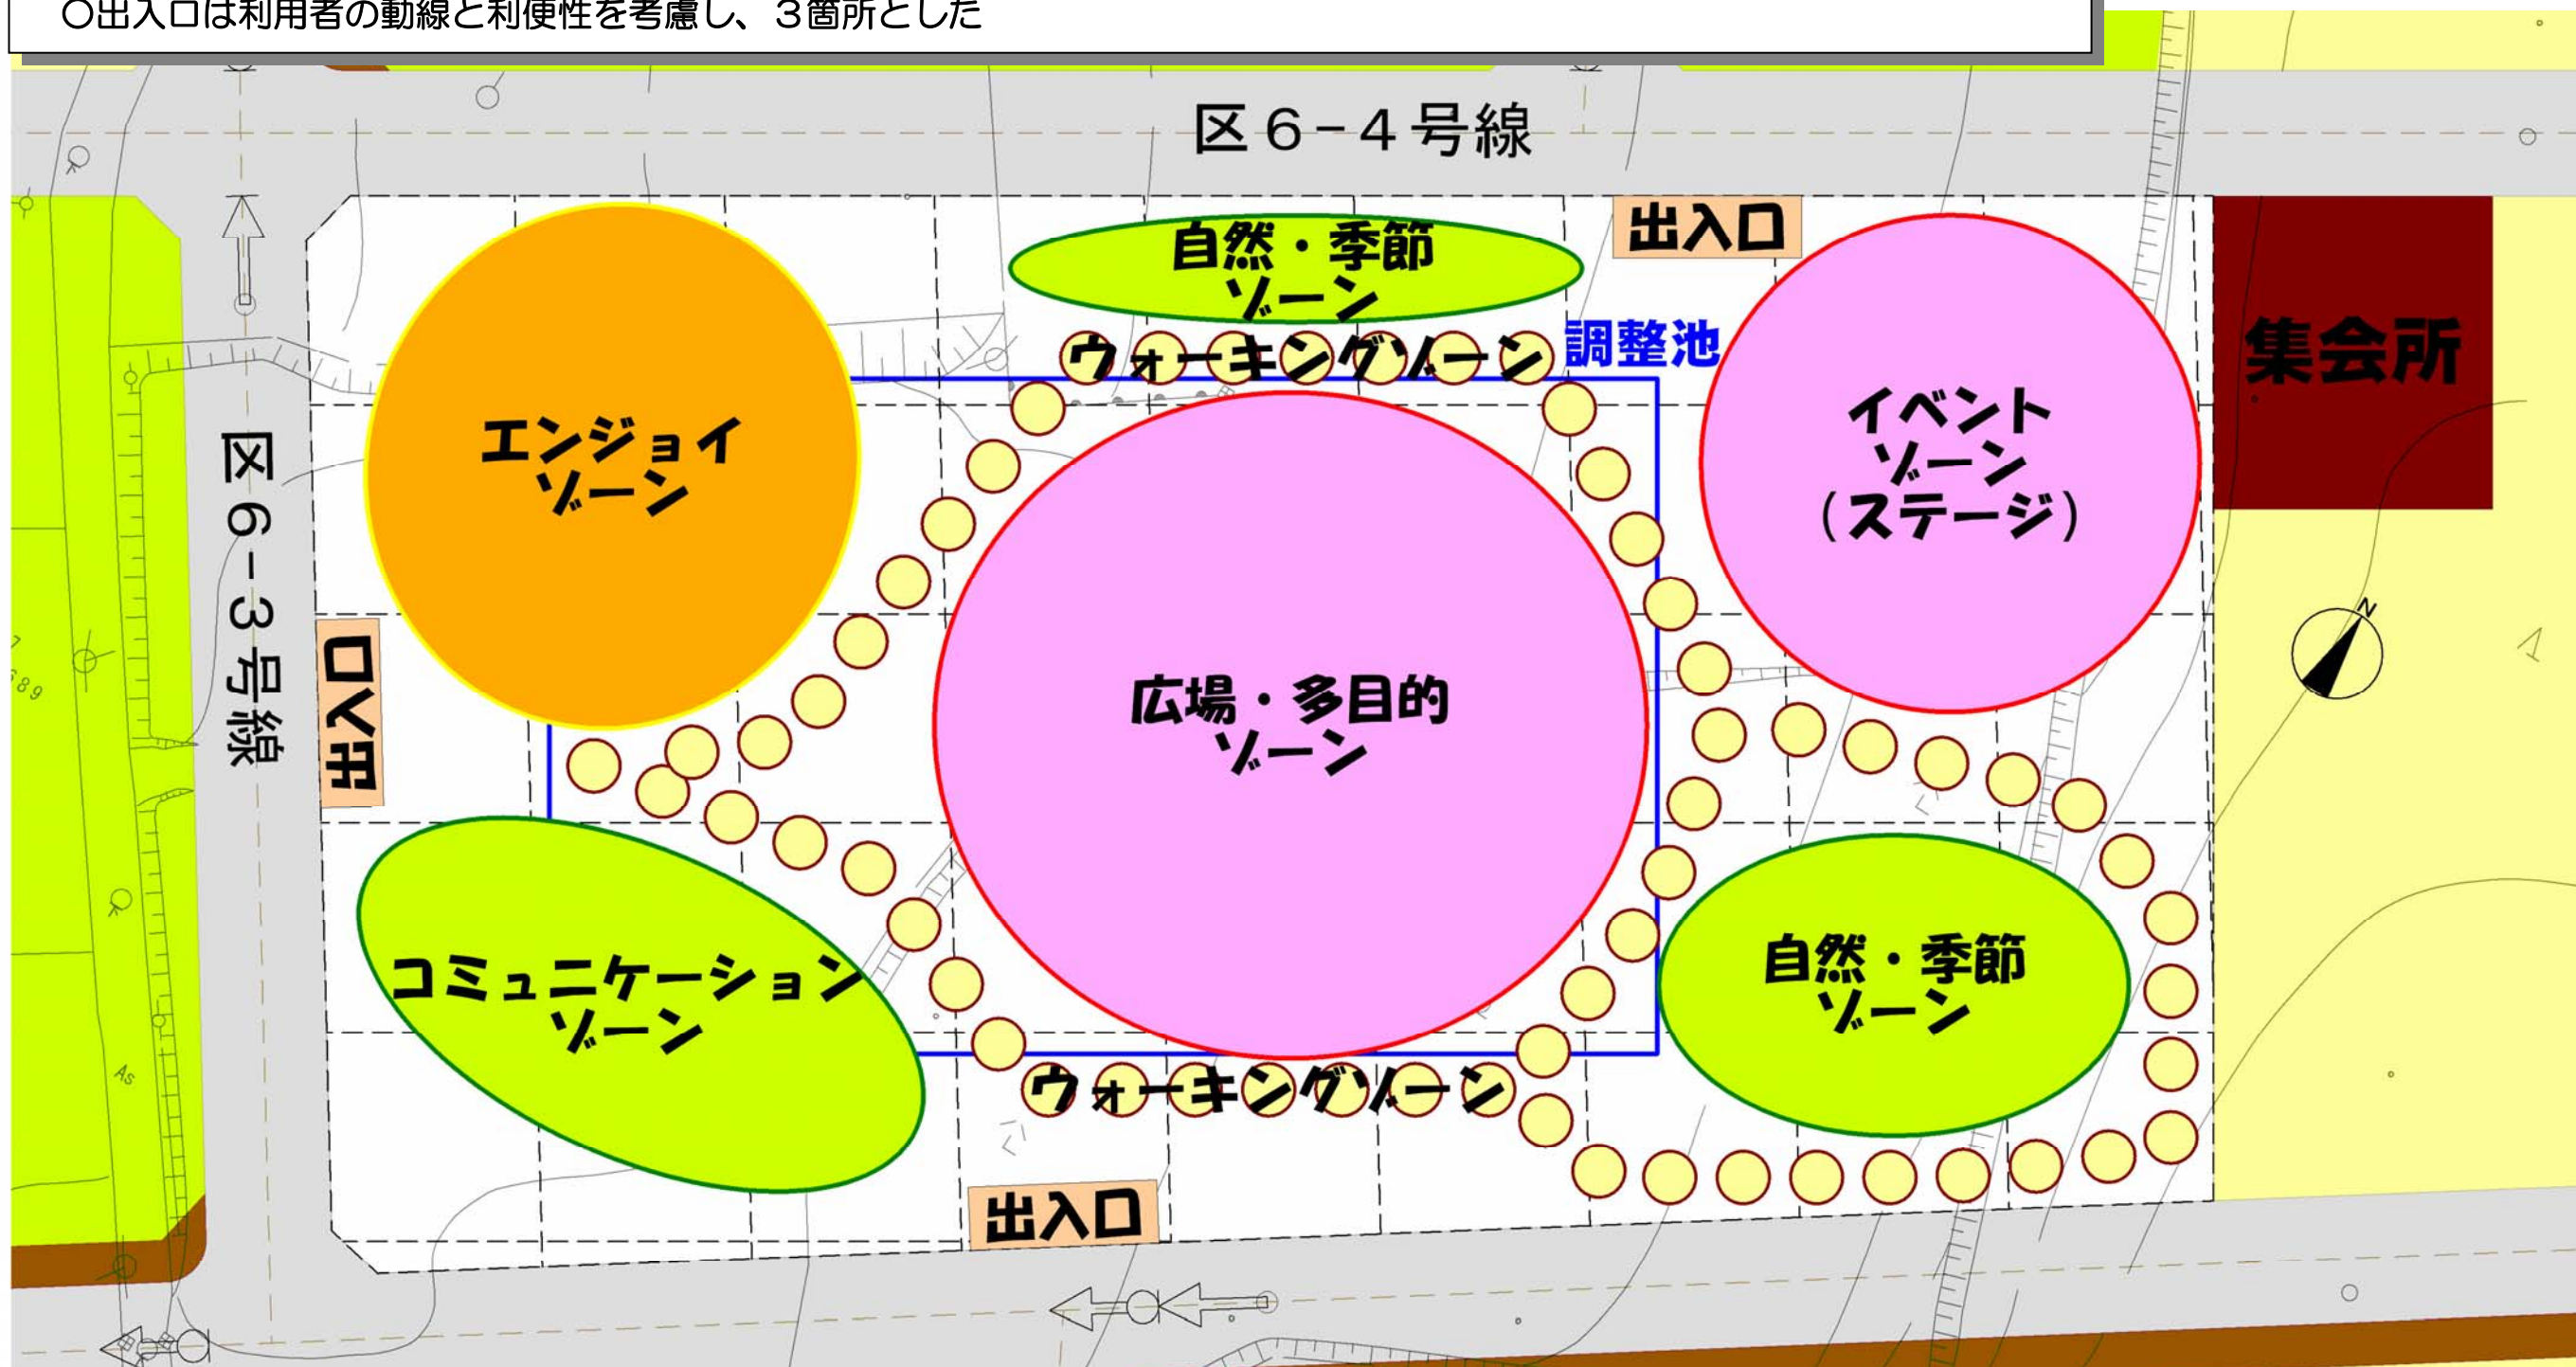 〇出入口は利用者の動線と利便性を考慮し、３箇所とした
区６−４号線
自然・季節
ゾーン
出入口
ウォーキングゾーン
調整池
集会所
エンジョイ
ゾーン
イベント
ゾーン
（ステージ）
区６−３号線
出入口
N
広場・多目的
ゾーン
コミュニケーション
ゾーン
自然・季節
ゾーン
As
ウォーキングゾーン
出入口